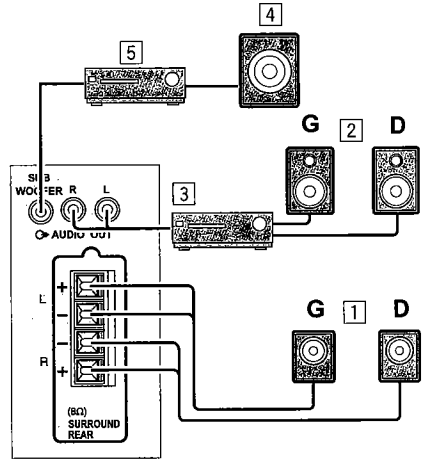 4
5
G 2 D
SUB
WOOFER R L
3
AUDIO OUT
G 1 D
L + 
−
−
R +
(8Ω)
SURROUND
REAR